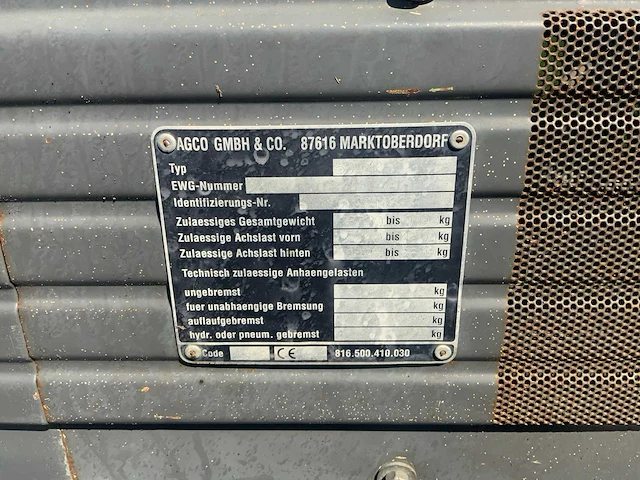 AGCO GMBH & CO. 87616 MARKTOBERDORF
Typ
EWG-Nummer
Identifizierungs-Nr.
Zulaessiges Gesamtgewicht bis kg
Zulaessige Achslast vorn bis kg
Zulaessige Achslast hinten bis kg
Technisch zulaessige Anhaengelasten
ungebremst kg
fuer unabhaengige Bremsung kg
auflaufgebremst kg
hydr. oder pneum. gebremst kg
Code CE 816.500.410.030